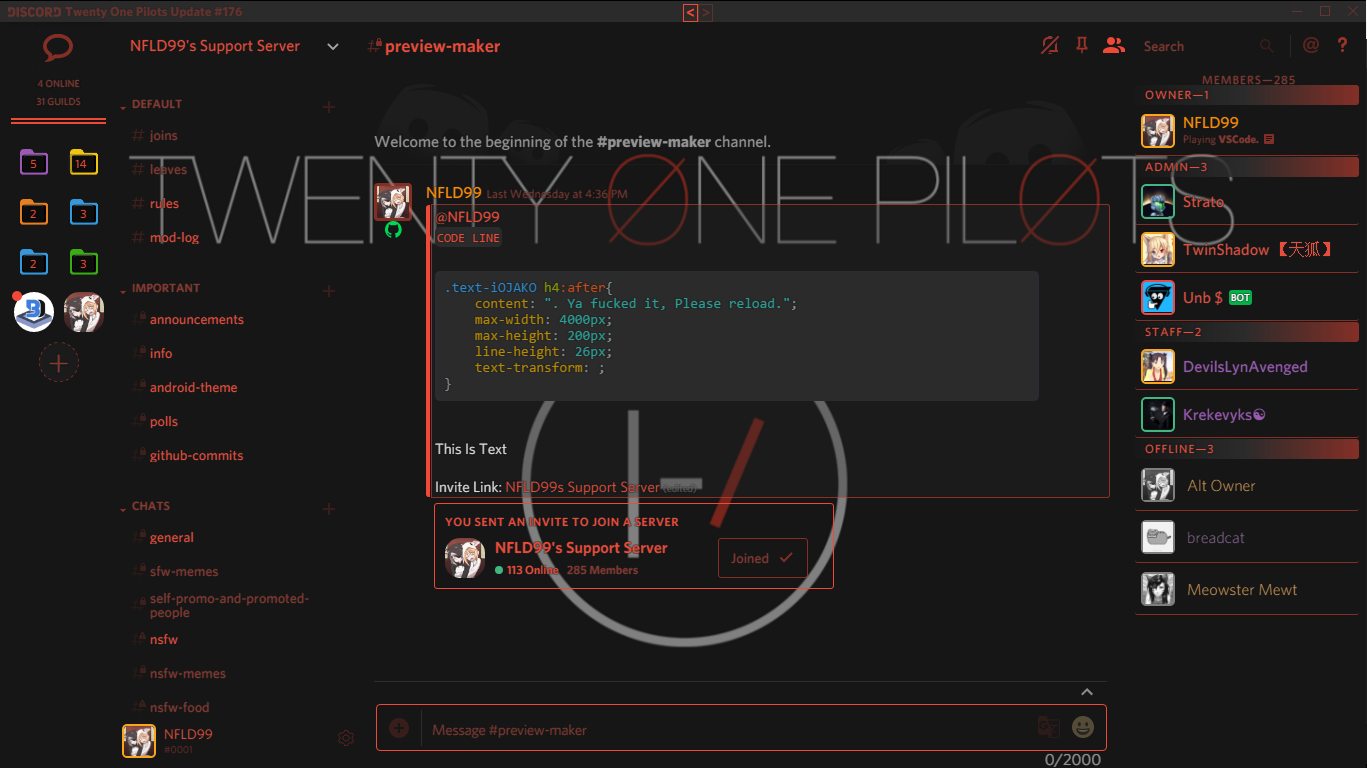 DISCORD Twenty One Pilots Update #176
< >
NFLD99's Support Server
#preview-maker
Search
@ ?
4 ONLINE
31 GUILDS
5
14
2
3
2
3
DEFAULT
# joins
# leaves
# rules
# mod-log
IMPORTANT
# announcements
# info
# android-theme
# polls
# github-commits
CHATS
# general
# sfw-memes
# self-promo-and-promoted-
people
# nsfw
# nsfw-memes
# nsfw-food
NFLD99
#0001
Welcome to the beginning of the #preview-maker channel.
TWENTY ØNE PILØTS
NFLD99 Last Wednesday at 4:36 PM
@NFLD99
CODE LINE
.text-iOJAKO h4:after{
content: ". Ya fucked it, Please reload.";
max-width: 4000px;
max-height: 200px;
line-height: 26px;
text-transform: ;
}
This Is Text
Invite Link: NFLD99s Support Server (edited)
YOU SENT AN INVITE TO JOIN A SERVER
NFLD99's Support Server
113 Online 285 Members
Joined
Message #preview-maker
0/2000
MEMBERS—285
OWNER—1
NFLD99
Playing VSCode.
ADMIN—3
Strato
TwinShadow 【天狐】
Unb $ BOT
STAFF—2
DevilsLynAvenged
Krekevyks☯
OFFLINE—3
Alt Owner
breadcat
Meowster Mewt